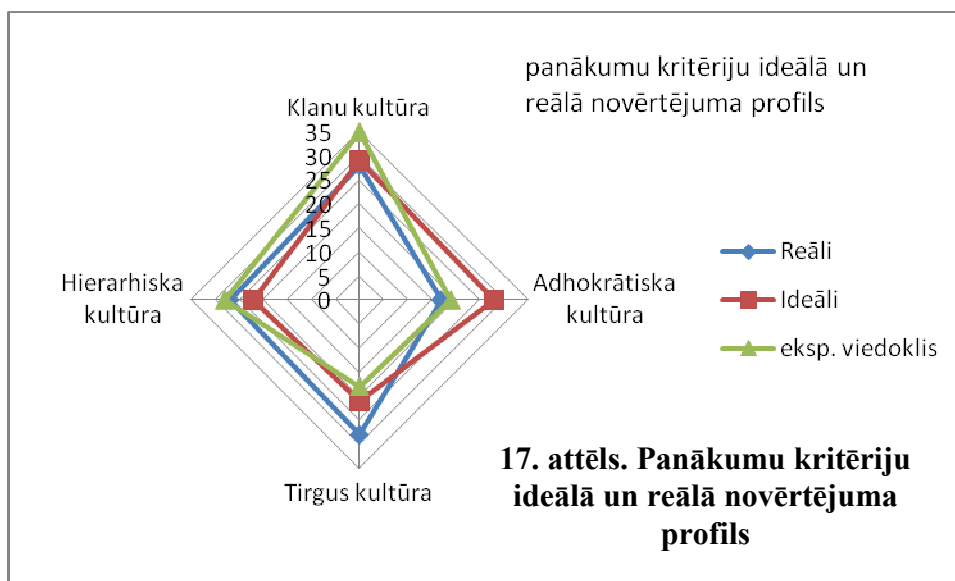 panākumu kritēriju ideālā un
reālā novērtējuma profils
Klanu kultūra
35
30
25
20
15
10
5
0
Hierarhiska
kultūra
Adhokrātiska
kultūra
Tirgus kultūra
Reāli
Ideāli
eksp. viedoklis
17. attēls. Panākumu kritēriju
ideālā un reālā novērtējuma
profils